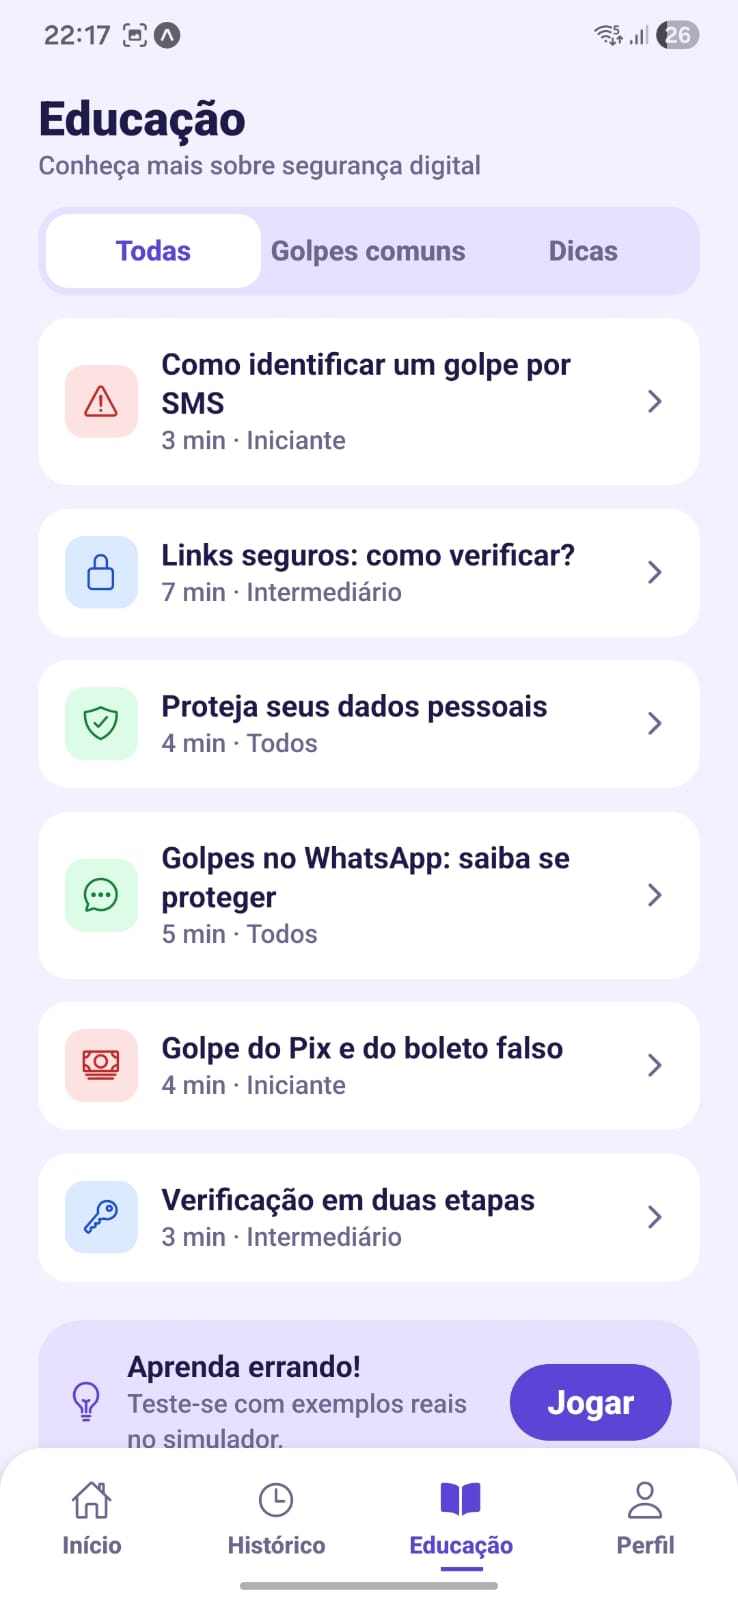 22:17
26
Educação
Conheça mais sobre segurança digital
Todas
Golpes comuns
Dicas
Como identificar um golpe por
SMS
3 min · Iniciante
Links seguros: como verificar?
7 min · Intermediário
Proteja seus dados pessoais
4 min · Todos
Golpes no WhatsApp: saiba se
proteger
5 min · Todos
Golpe do Pix e do boleto falso
4 min · Iniciante
Verificação em duas etapas
3 min · Intermediário
Aprenda errando!
Teste-se com exemplos reais
no simulador.
Jogar
Início
Histórico
Educação
Perfil